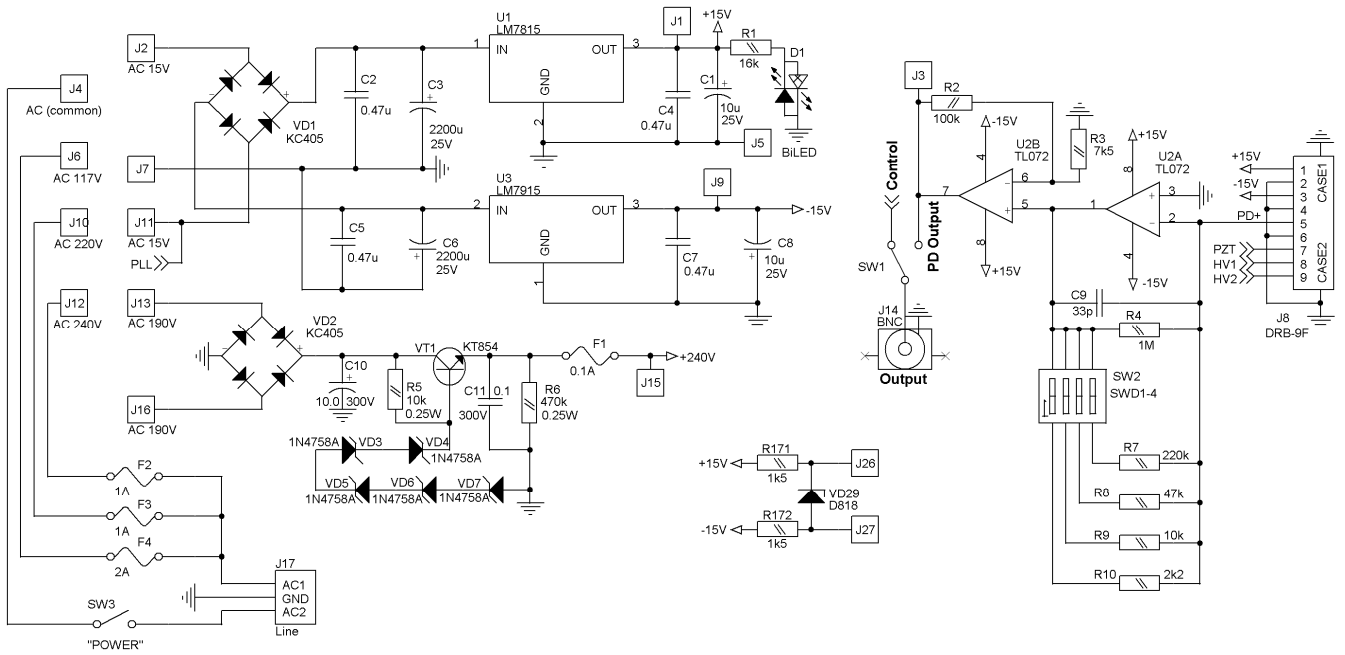 J2
AC 15V
J4
AC (common)
J6
AC 117V
J7
J10
AC 220V
J11
AC 15V
PLL
J12
AC 240V
J13
AC 190V
J16
AC 190V
-
+
VD1
KC405
C2
0.47u
C3
+
2200u
25V
U1
LM7815
1
IN
OUT
3
GND
2
J1
+15V
R1
16k
D1
BiLED
C4
0.47u
C1
+
10u
25V
J5
U3
LM7915
2
IN
OUT
3
GND
1
J9
-15V
C5
0.47u
C6
+
2200u
25V
C7
0.47u
C8
+
10u
25V
VD2
KC405
-
+
C10
+
10.0 300V
VT1
KT854
R5
10k
0.25W
C11
0.1
300V
R6
470k
0.25W
F1
0.1A
+240V
J15
1N4758A
VD3
VD4
1N4758A
VD5
1N4758A
VD6
1N4758A
VD7
1N4758A
F2
1A
F3
1A
F4
2A
J17
AC1
GND
AC2
Line
SW3
"POWER"
J3
R2
100k
R3
7k5
-15V
4
U2B
TL072
6
-
5
+
7
8
+15V
Control
PD Output
SW1
J14
BNC
Output
+15V
8
U2A
TL072
3
+
2
-
1
4
-15V
+15V
-15V
PD+
PZT
HV1
HV2
1
2
3
4
5
6
7
8
9
CASE1
CASE2
J8
DRB-9F
C9
33p
R4
1M
SW2
SWD1-4
R7
220k
R8
47k
R9
10k
R10
2k2
+15V
R171
1k5
J26
VD29
D818
-15V
R172
1k5
J27